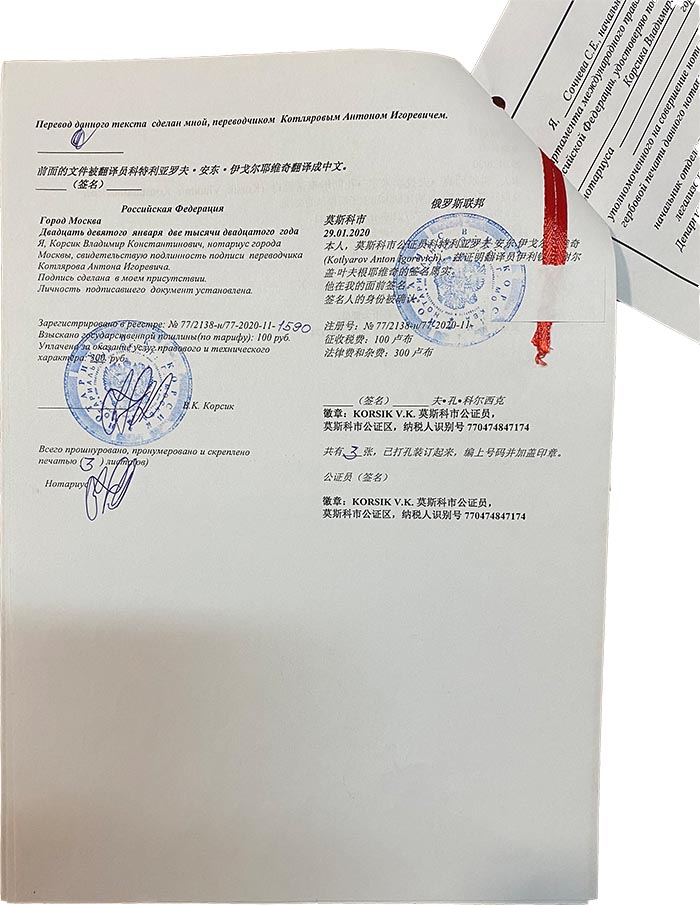 Перевод данного текста сделан мной, переводчиком Котляровым Антоном Игоревичем.
前面的文件被翻译员科特利亚罗夫·安东·伊戈尔耶维奇翻译成中文。
______（签名）______
Российская Федерация
Город Москва
Двадцать девятого января две тысячи двадцатого года
Я, Корсик Владимир Константинович, нотариус города
Москвы, свидетельствую подлинность подписи переводчика
Котлярова Антона Игоревича.
Подпись сделана в моем присутствии.
Личность подписавшего документ установлена.
Зарегистрировано в реестре: № 77/2138-н/77-2020-11-1590
Взыскано государственной пошлины(по тарифу): 100 руб.
Уплачено за оказание услуг правового и технического
характера: 300 руб.
В.К. Корсик
Всего прошнуровано, пронумеровано и скреплено
печатью (3) листа(ов)
Нотариус
俄罗斯联邦
莫斯科市
29.01.2020
本人，莫斯科市公证员科特利亚罗夫·安东·伊戈尔耶维奇
(Kotlyarov Anton Igorevich)，兹证明翻译员伊利
盖·叶夫根耶维奇的签名属实。
他在我的面前签名。
签名人的身份被确认。
注册号：№ 77/2138-н/77-2020-11-
征收税费：100 卢布
法律费和杂费：300 卢布
______（签名）______夫•孔•科尔西克
徽章：KORSIK V.K. 莫斯科市公证员，
莫斯科市公证区，纳税人识别号 770474847174
共有 3 张，已打孔装订起来，编上号码并加盖印章。
公证员（签名）
徽章：KORSIK V.K. 莫斯科市公证员，
莫斯科市公证区，纳税人识别号 770474847174
Я, Сочнева С.Е., началь
партамента международного прав
сийской Федерации, удостоверяю по
Корсика Владимир
нотариуса
уполномоченного на совершение нот
гербовой печати данного нотар
начальник отдел
легализ
Депар